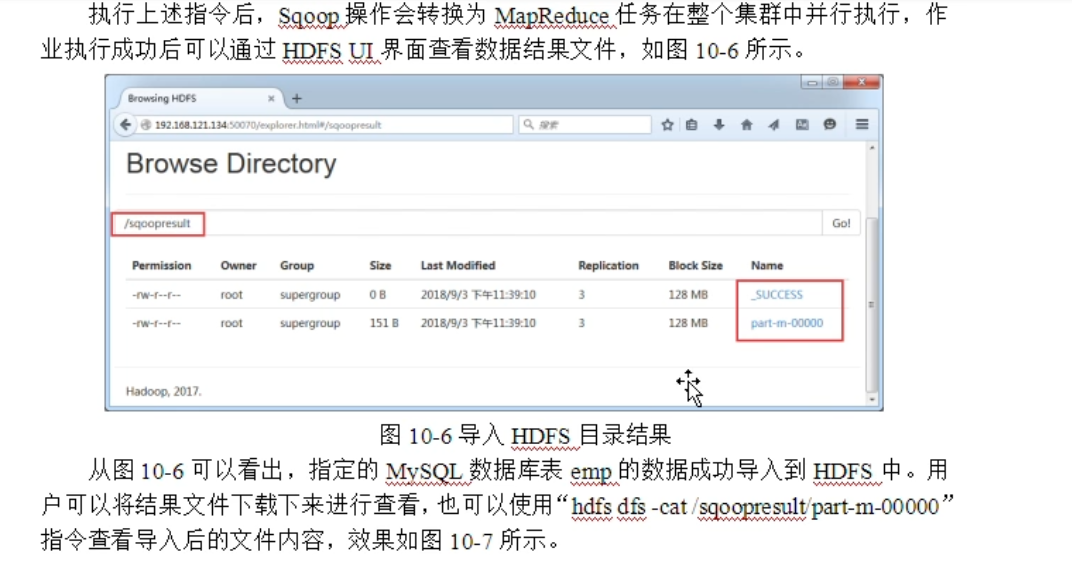 执行上述指令后，Sqoop 操作会转换为 MapReduce 任务在整个集群中并行执行，作
业执行成功后可以通过 HDFS UI 界面查看数据结果文件，如图 10-6 所示。
Browsing HDFS × +
192.168.121.134:50070/explorer.html#/sqoopresult 搜索
Browse Directory
/sqoopresult Go!
Permission Owner Group Size Last Modified Replication Block Size Name
-rw-r--r-- root supergroup 0 B 2018/9/3 下午11:39:10 3 128 MB _SUCCESS
-rw-r--r-- root supergroup 151 B 2018/9/3 下午11:39:10 3 128 MB part-m-00000
Hadoop, 2017.
图 10-6 导入 HDFS 目录结果
从图 10-6 可以看出，指定的 MySQL 数据库表 emp 的数据成功导入到 HDFS 中。用
户可以将结果文件下载下来进行查看，也可以使用“hdfs dfs -cat /sqoopresult/part-m-00000”
指令查看导入后的文件内容，效果如图 10-7 所示。